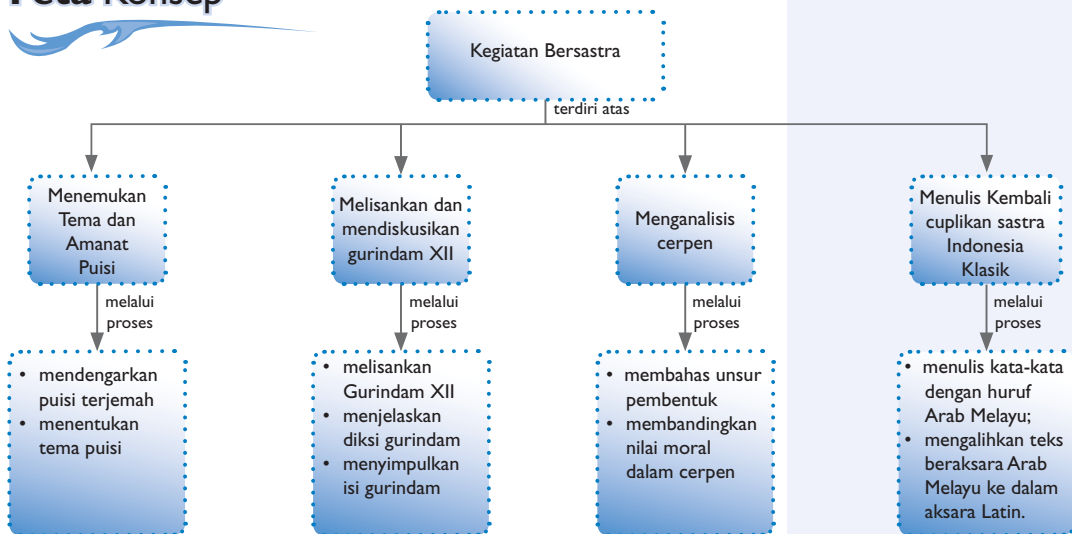 Peta Konsep
Kegiatan Bersastra
terdiri atas
Menemukan
Tema dan
Amanat
Puisi
melalui
proses
• mendengarkan
puisi terjemah
• menentukan
tema puisi
Melisankan dan
mendiskusikan
gurindam XII
melalui
proses
• melisankan
Gurindam XII
• menjelaskan
diksi gurindam
• menyimpulkan
isi gurindam
Menganalisis
cerpen
melalui
proses
• membahas unsur
pembentuk
• membandingkan
nilai moral
dalam cerpen
Menulis Kembali
cuplikan sastra
Indonesia
Klasik
melalui
proses
• menulis kata-kata
dengan huruf
Arab Melayu;
• mengalihkan teks
beraksara Arab
Melayu ke dalam
aksara Latin.